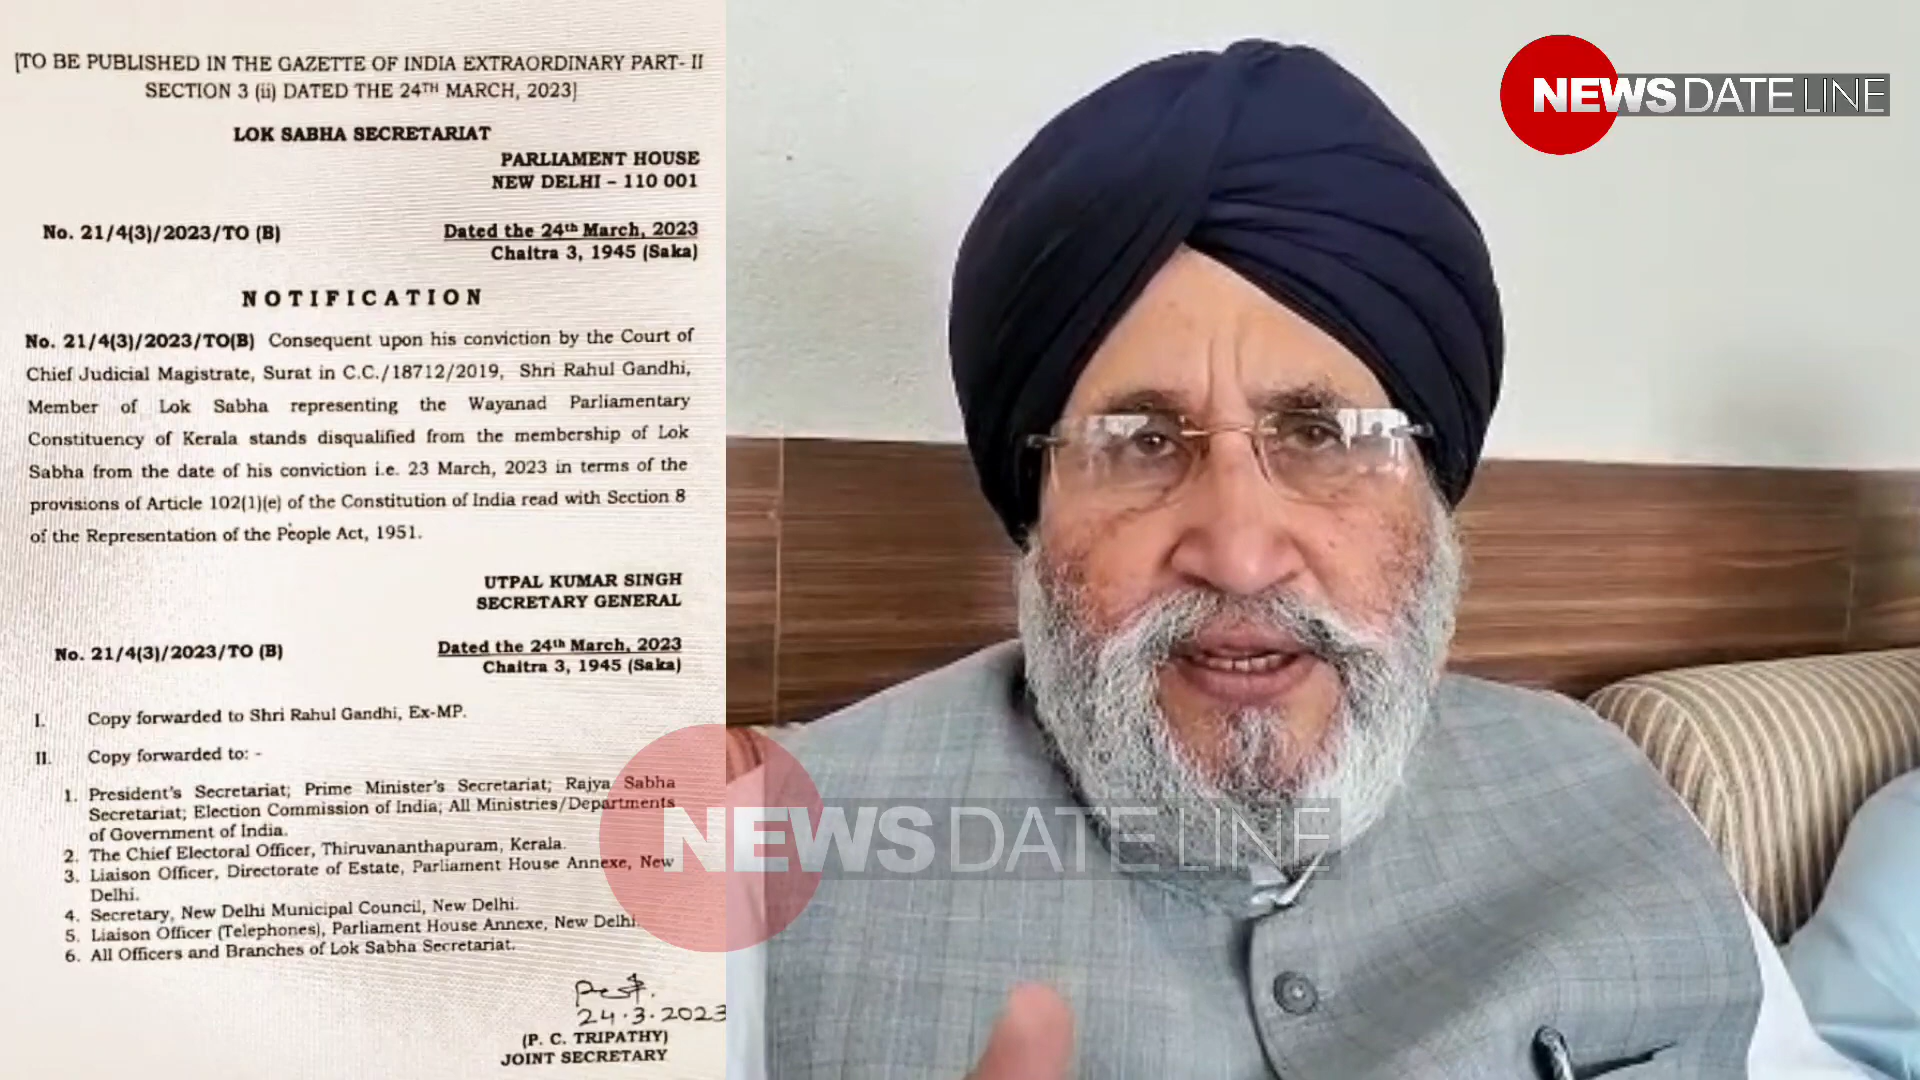 [TO BE PUBLISHED IN THE GAZETTE OF INDIA EXTRAORDINARY PART- II
SECTION 3 (ii) DATED THE 24TH MARCH, 2023]
LOK SABHA SECRETARIAT
PARLIAMENT HOUSE
NEW DELHI – 110 001
No. 21/4(3)/2023/TO (B) Dated the 24th March, 2023
Chaitra 3, 1945 (Saka)
NOTIFICATION
No. 21/4(3)/2023/TO(B) Consequent upon his conviction by the Court of
Chief Judicial Magistrate, Surat in C.C./18712/2019, Shri Rahul Gandhi,
Member of Lok Sabha representing the Wayanad Parliamentary
Constituency of Kerala stands disqualified from the membership of Lok
Sabha from the date of his conviction i.e. 23 March, 2023 in terms of the
provisions of Article 102(1)(e) of the Constitution of India read with Section 8
of the Representation of the People Act, 1951.
UTPAL KUMAR SINGH
SECRETARY GENERAL
No. 21/4(3)/2023/TO (B) Dated the 24th March, 2023
Chaitra 3, 1945 (Saka)
I. Copy forwarded to Shri Rahul Gandhi, Ex-MP.
II. Copy forwarded to: -
1. President's Secretariat; Prime Minister's Secretariat; Rajya Sabha
Secretariat; Election Commission of India; All Ministries/Departments
of Government of India.
2. The Chief Electoral Officer, Thiruvananthapuram, Kerala.
3. Liaison Officer, Directorate of Estate, Parliament House Annexe, New
Delhi.
4. Secretary, New Delhi Municipal Council, New Delhi.
5. Liaison Officer (Telephones), Parliament House Annexe, New Delhi.
6. All Officers and Branches of Lok Sabha Secretariat.
24.3.2023
(P. C. TRIPATHY)
JOINT SECRETARY
NEWS DATE LINE
NEWS DATE LINE